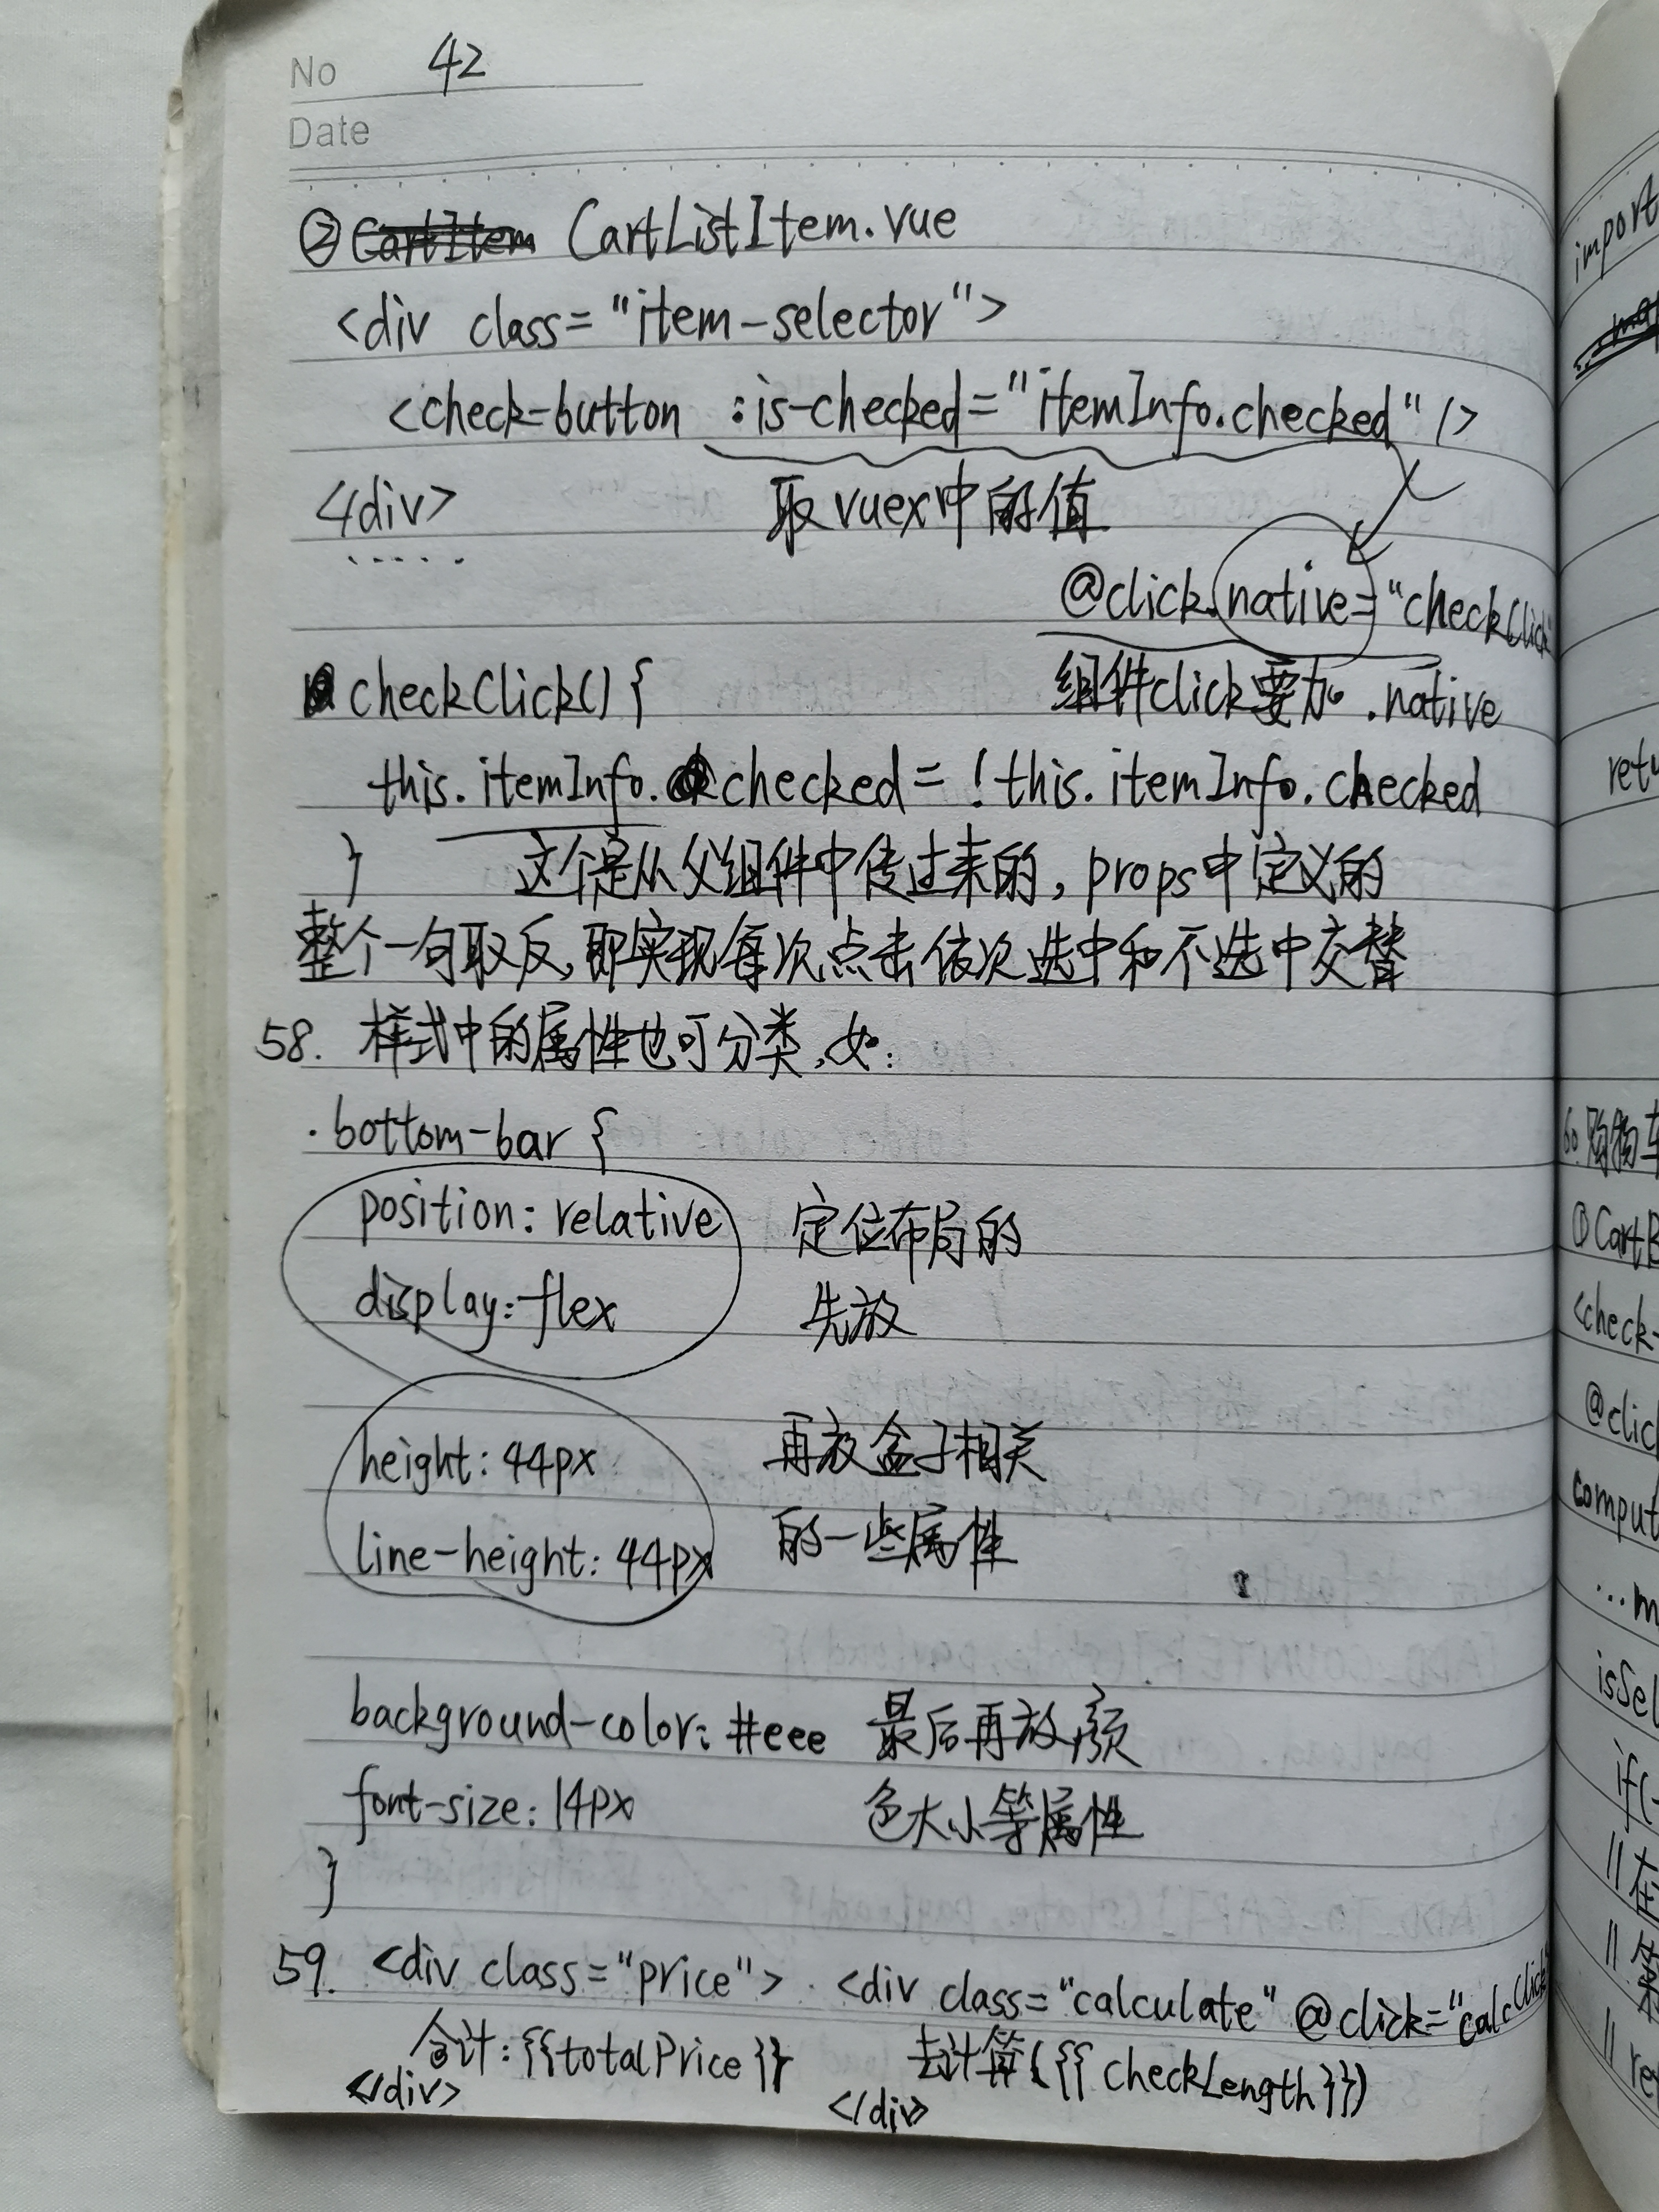 No 42
Date
② CartListItem.vue
<div class="item-selector">
<check-button :is-checked="itemInfo.checked" />
</div> 取vuex中的值
.....
@click.native="checkClick"
checkClick() { 组件click要加 .native
this.itemInfo.checked = !this.itemInfo.checked
} 这个是从父组件中传过来的, props中定义的
整个一句取反,即实现每次点击依次选中和不选中交替
58. 样式中的属性也可分类,如:
.bottom-bar {
position: relative 定位布局的
display: flex 先放
height: 44px 再放盒子相关
line-height: 44px 的一些属性
background-color: #eee 最后再放颜
font-size: 14px 色大小等属性
}
59. <div class="price"> <div class="calculate" @click="calcClick"
合计:{{totalPrice}} 去计算({{checkLength}})
</div> </div>
import
retu
60.购物车
①CartB
<check-
@clic
comput
...m
isSel
if(
//在
//
// re